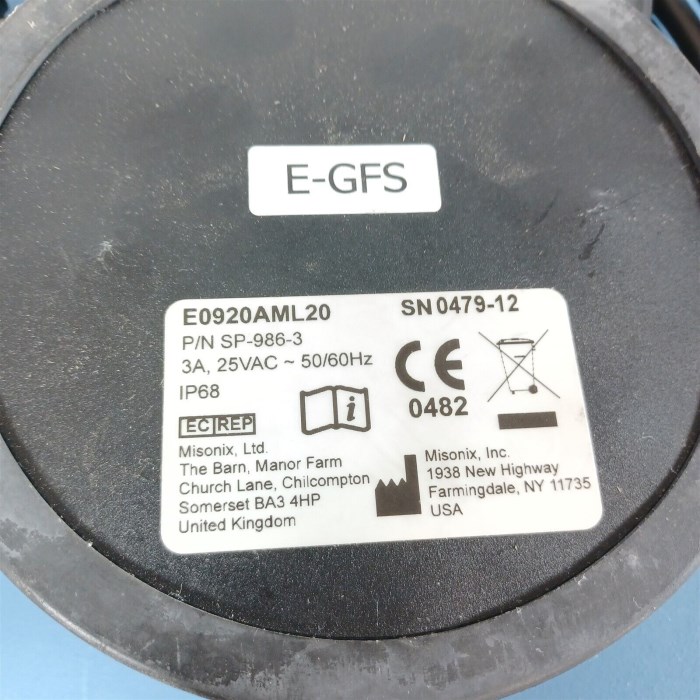 E-GFS
E0920AML20
SN0479-12
P/N SP-986-3
3A, 25VAC ~ 50/60Hz
IP68
CE
0482
i
EC REP
Misonix, Ltd.
The Barn, Manor Farm
Church Lane, Chilcompton
Somerset BA3 4HP
United Kingdom
Misonix, Inc.
1938 New Highway
Farmingdale, NY 11735
USA